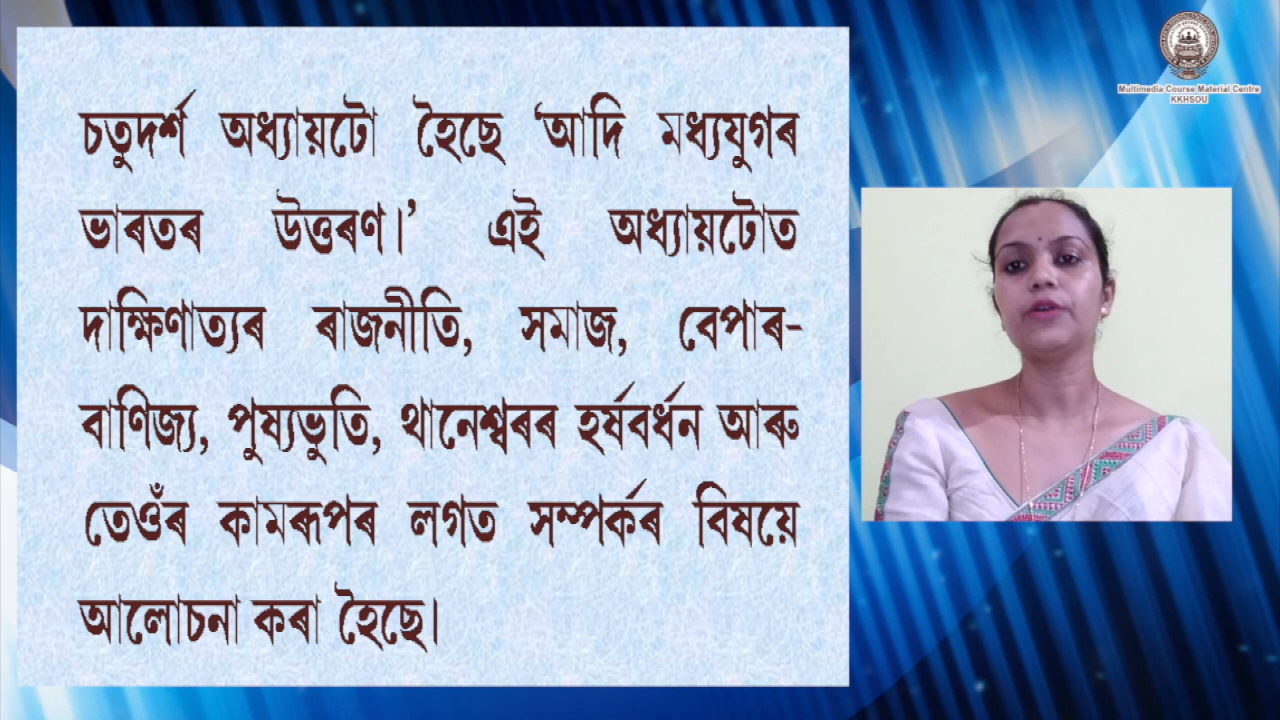 চতুদৰ্শ অধ্যায়টো হৈছে ‘আদি মধ্যযুগৰ
ভাৰতৰ উত্তৰণ।’ এই অধ্যায়টোত
দাক্ষিণাত্যৰ ৰাজনীতি, সমাজ, বেপাৰ-
বাণিজ্য, পুষ্যভুতি, থানেশ্বৰৰ হৰ্ষবৰ্ধন আৰু
তেওঁৰ কামৰূপৰ লগত সম্পৰ্কৰ বিষয়ে
আলোচনা কৰা হৈছে।
Multimedia Course Material Centre
KKHSOU